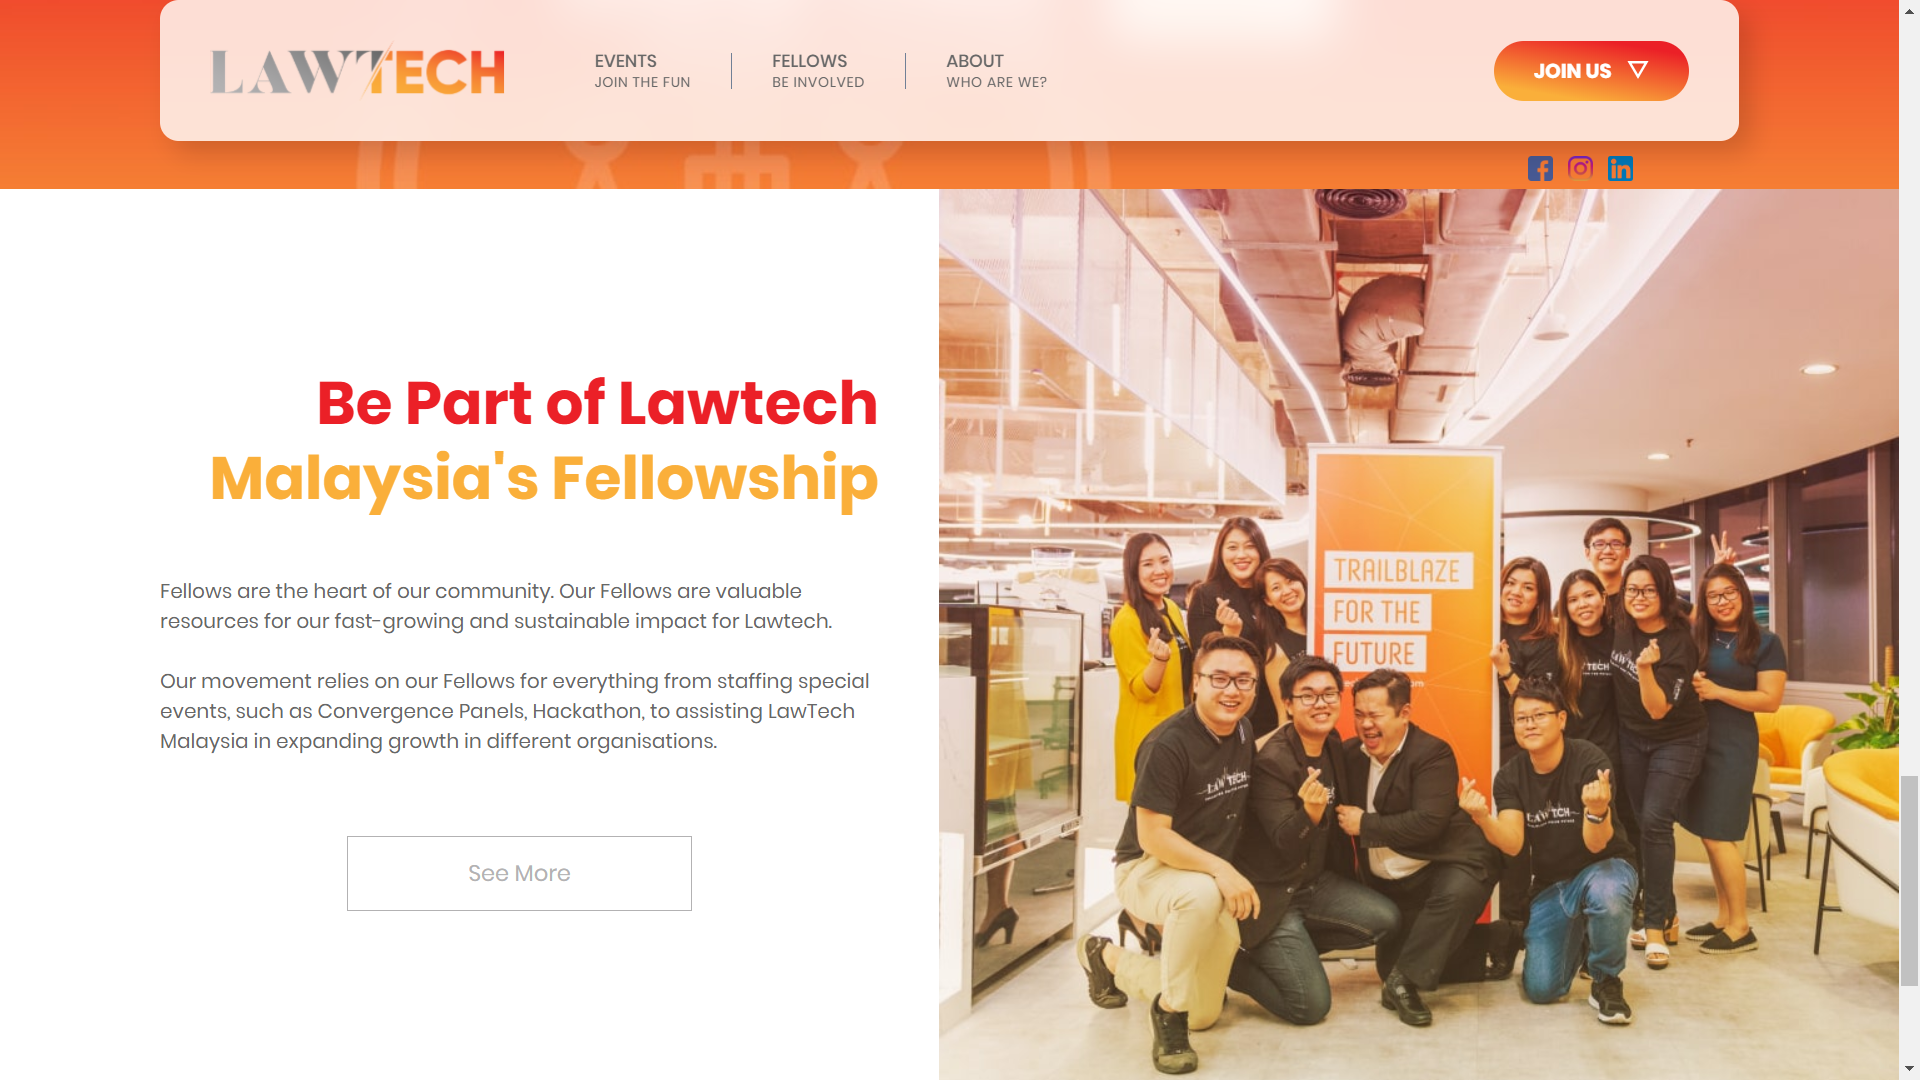 LAWTECH
EVENTS
JOIN THE FUN
FELLOWS
BE INVOLVED
ABOUT
WHO ARE WE?
JOIN US
Be Part of Lawtech
Malaysia's Fellowship
Fellows are the heart of our community. Our Fellows are valuable
resources for our fast-growing and sustainable impact for Lawtech.
Our movement relies on our Fellows for everything from staffing special
events, such as Convergence Panels, Hackathon, to assisting LawTech
Malaysia in expanding growth in different organisations.
See More
TRAILBLAZE
FOR THE
FUTURE
LAWTECH
LAWTECH